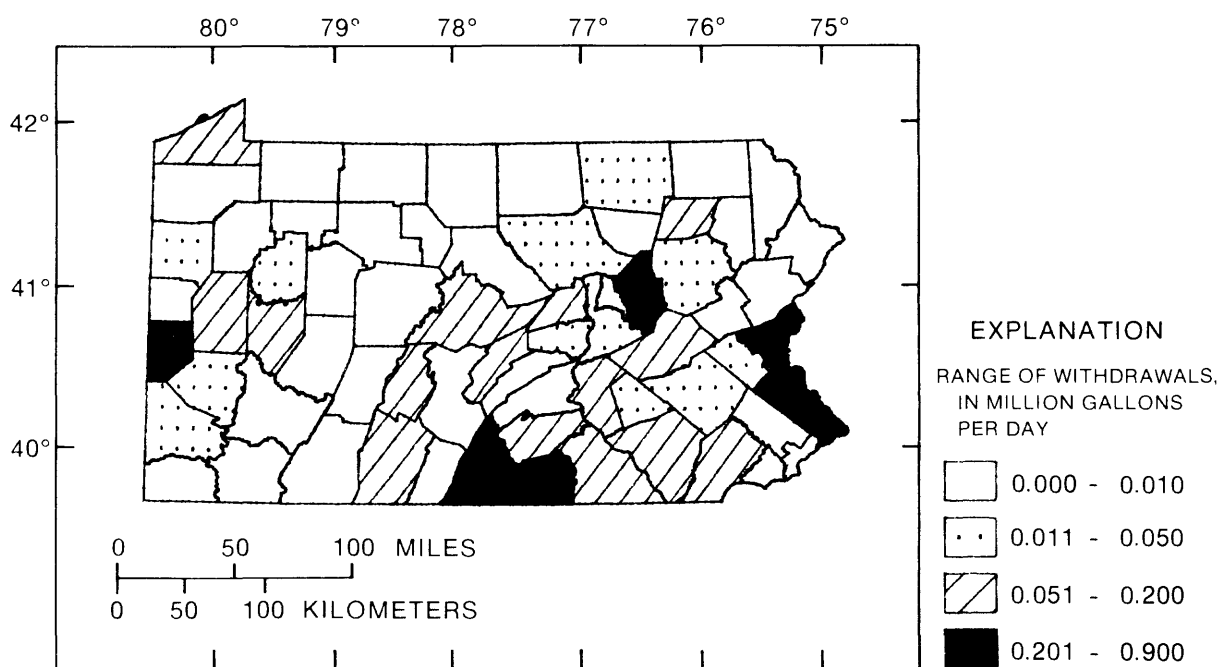 80° 79° 78° 77° 76° 75°
42°
41°
40°
0 50 100 MILES
0 50 100 KILOMETERS
EXPLANATION
RANGE OF WITHDRAWALS,
IN MILLION GALLONS
PER DAY
0.000 - 0.010
0.011 - 0.050
0.051 - 0.200
0.201 - 0.900